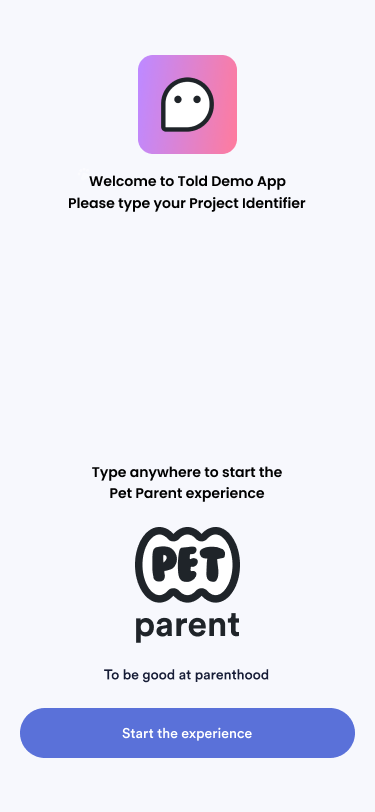 Welcome to Told Demo App
Please type your Project Identifier
Type anywhere to start the
Pet Parent experience
PET
parent
To be good at parenthood
Start the experience